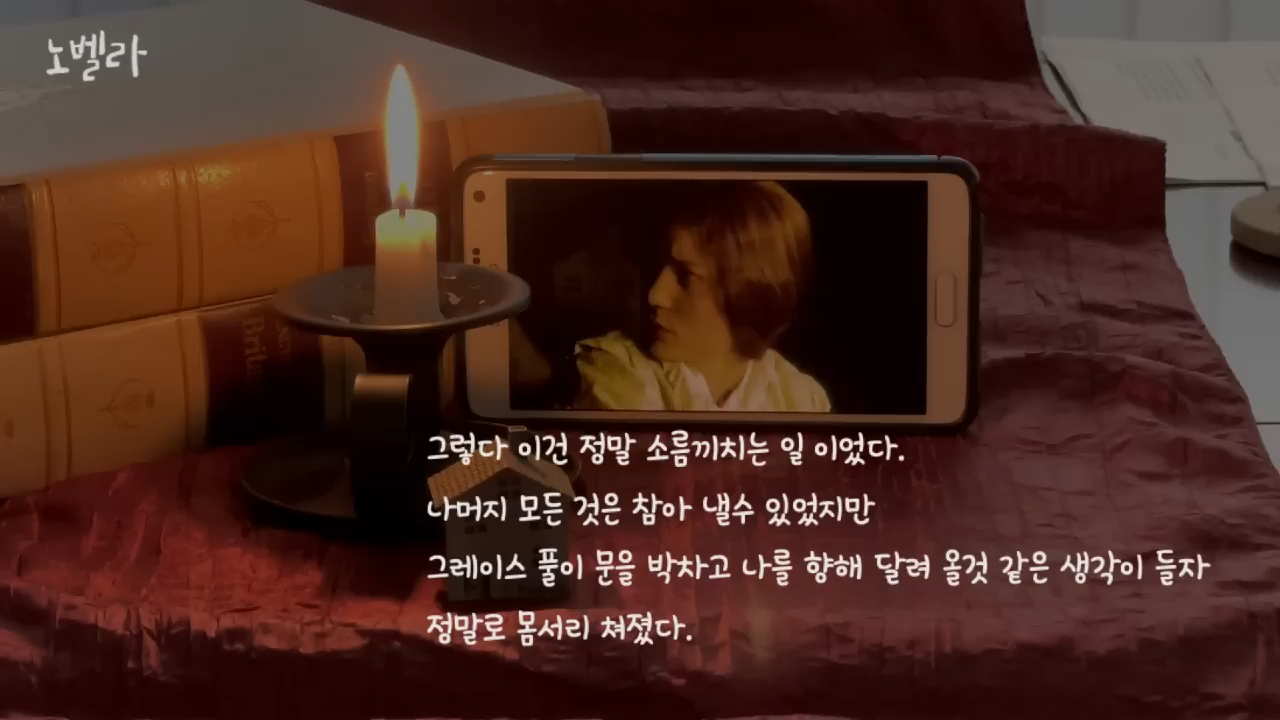 노벨라
Brita
그렇다 이건 정말 소름끼치는 일 이었다.
나머지 모든 것은 참아 낼수 있었지만
그레이스 풀이 문을 박차고 나를 향해 달려 올것 같은 생각이 들자
정말로 몸서리 쳐졌다.